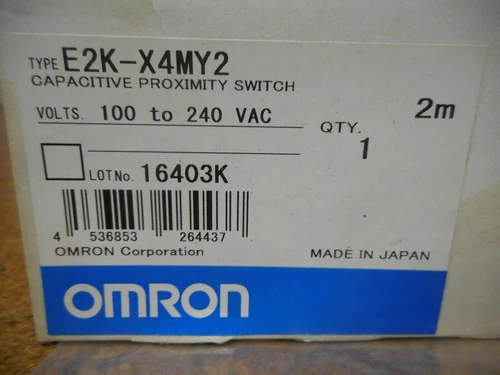 TYPE E2K-X4MY2
CAPACITIVE PROXIMITY SWITCH
VOLTS. 100 to 240 VAC
2m
QTY. 1
LOT No. 16403K
4 536853 264437
OMRON Corporation
MADE IN JAPAN
OMRON